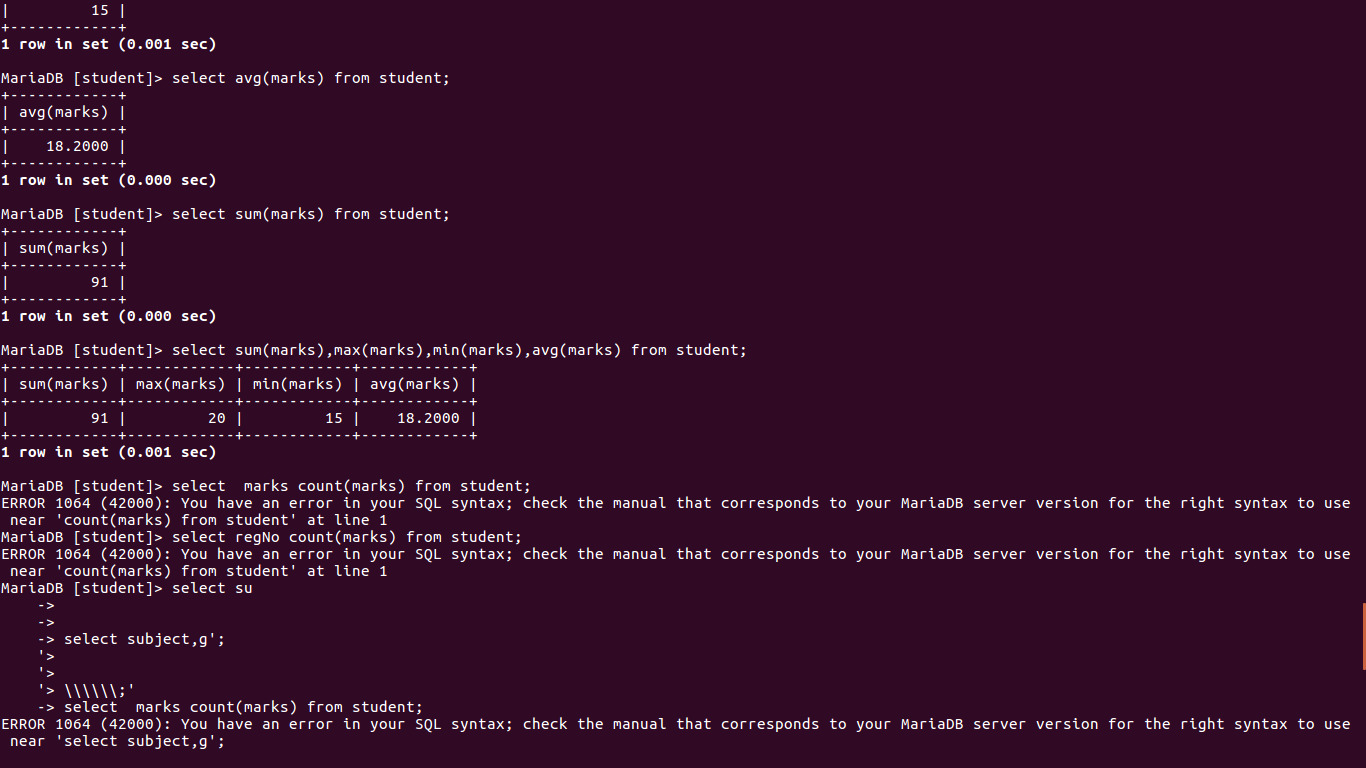 |         15 |
+------------+
1 row in set (0.001 sec)
MariaDB [student]> select avg(marks) from student;
+------------+
| avg(marks) |
+------------+
|    18.2000 |
+------------+
1 row in set (0.000 sec)
MariaDB [student]> select sum(marks) from student;
+------------+
| sum(marks) |
+------------+
|         91 |
+------------+
1 row in set (0.000 sec)
MariaDB [student]> select sum(marks),max(marks),min(marks),avg(marks) from student;
+------------+------------+------------+------------+
| sum(marks) | max(marks) | min(marks) | avg(marks) |
+------------+------------+------------+------------+
|         91 |         20 |         15 |    18.2000 |
+------------+------------+------------+------------+
1 row in set (0.001 sec)
MariaDB [student]> select  marks count(marks) from student;
ERROR 1064 (42000): You have an error in your SQL syntax; check the manual that corresponds to your MariaDB server version for the right syntax to use
 near 'count(marks) from student' at line 1
MariaDB [student]> select regNo count(marks) from student;
ERROR 1064 (42000): You have an error in your SQL syntax; check the manual that corresponds to your MariaDB server version for the right syntax to use
 near 'count(marks) from student' at line 1
MariaDB [student]> select su
    ->
    ->
    -> select subject,g';
    '>
    '>
    '> \\\\\\;'
    -> select  marks count(marks) from student;
ERROR 1064 (42000): You have an error in your SQL syntax; check the manual that corresponds to your MariaDB server version for the right syntax to use
 near 'select subject,g';